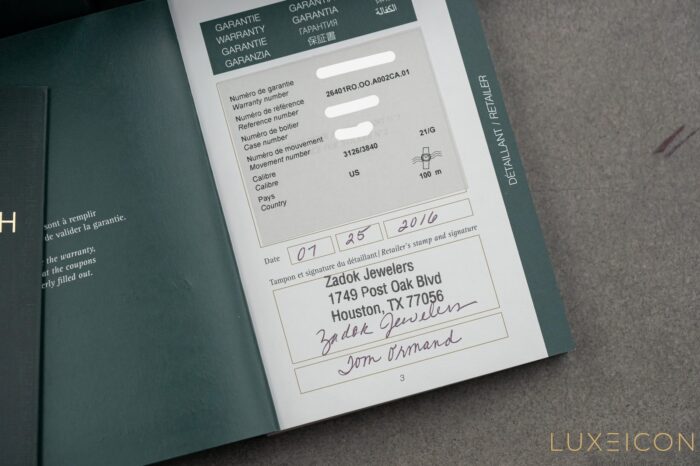 GARANTIE
WARRANTY
GARANTIE
GARANZIA
GARANTÍA
GARANTIA
ГАРАНТИЯ
保証書
الكفالة
Numéro de garantie
Warranty number
26401RO.OO.A002CA.01
Numéro de référence
Reference number
Numéro de boitier
Case number
Numéro de mouvement
Movement number
21/G
Calibre
Calibre
3126/3840
Pays
Country
US
100 m
DÉTAILLANT / RETAILER
Date 07 25 2016
Tampon et signature du détaillant / Retailer's stamp and signature
Zadok Jewelers
1749 Post Oak Blvd
Houston, TX 77056
Zadok Jewelers
Tom Ormand
3
H
sont à remplir
de valider la garantie.
the warranty,
at the coupons
erly filled out.
LUXEICON